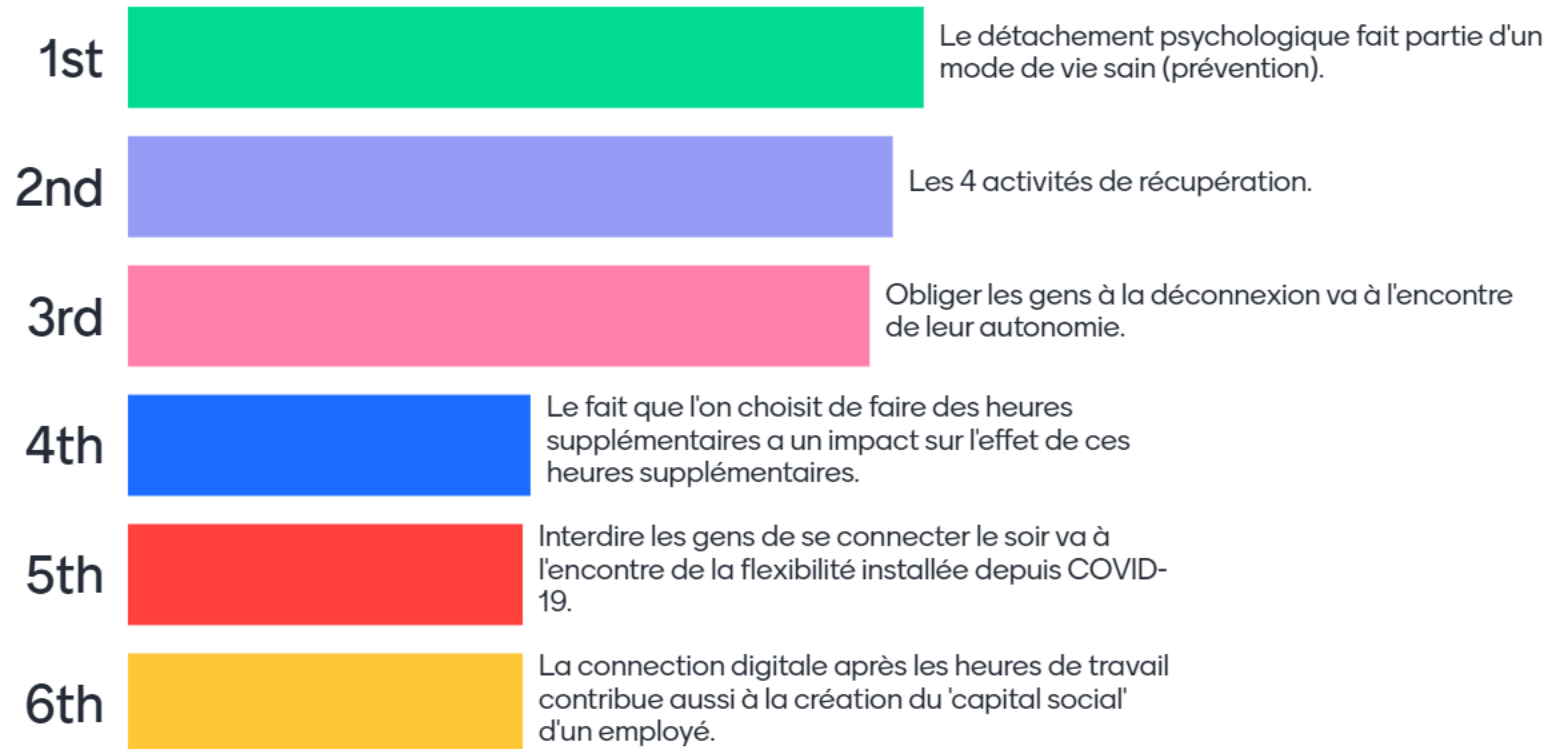 1st
Le détachement psychologique fait partie d'un
mode de vie sain (prévention).
2nd
Les 4 activités de récupération.
3rd
Obliger les gens à la déconnexion va à l'encontre
de leur autonomie.
4th
Le fait que l'on choisit de faire des heures
supplémentaires a un impact sur l'effet de ces
heures supplémentaires.
5th
Interdire les gens de se connecter le soir va à
l'encontre de la flexibilité installée depuis COVID-
19.
6th
La connection digitale après les heures de travail
contribue aussi à la création du 'capital social'
d'un employé.